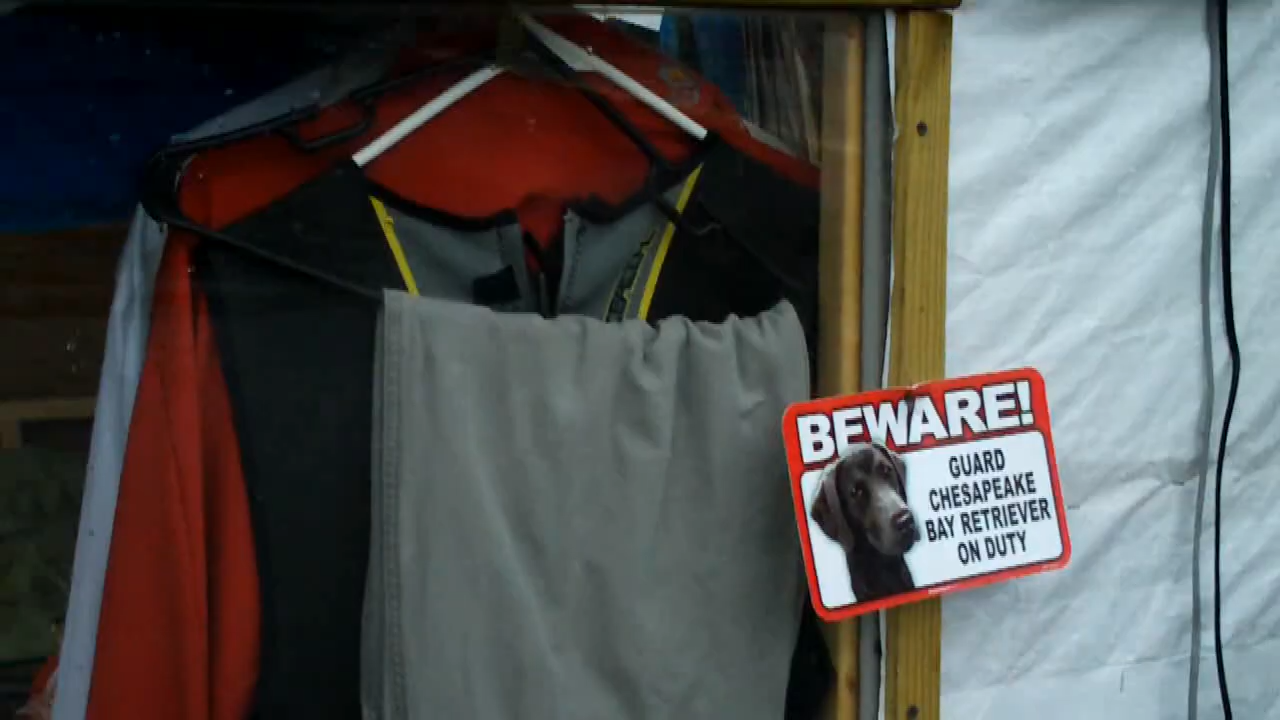 BEWARE!
GUARD
CHESAPEAKE
BAY RETRIEVER
ON DUTY